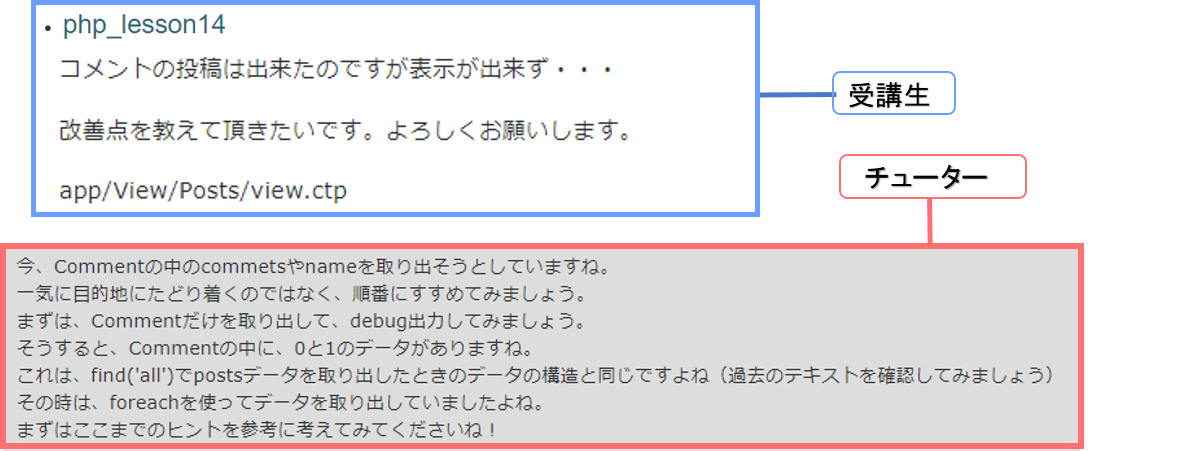 php_lesson14
コメントの投稿は出来たのですが表示が出来ず・・・
改善点を教えて頂きたいです。よろしくお願いします。
app/View/Posts/view.ctp
受講生
チューター
今、Commentの中のcommetsやnameを取り出そうとしていますね。
一気に目的地にたどり着くのではなく、順番にすすめてみましょう。
まずは、Commentだけを取り出して、debug出力してみましょう。
そうすると、Commentの中に、0と1のデータがありますね。
これは、find('all')でpostsデータを取り出したときのデータの構造と同じですよね（過去のテキストを確認してみましょう）
その時は、foreachを使ってデータを取り出していましたよね。
まずはここまでのヒントを参考に考えてみてくださいね！